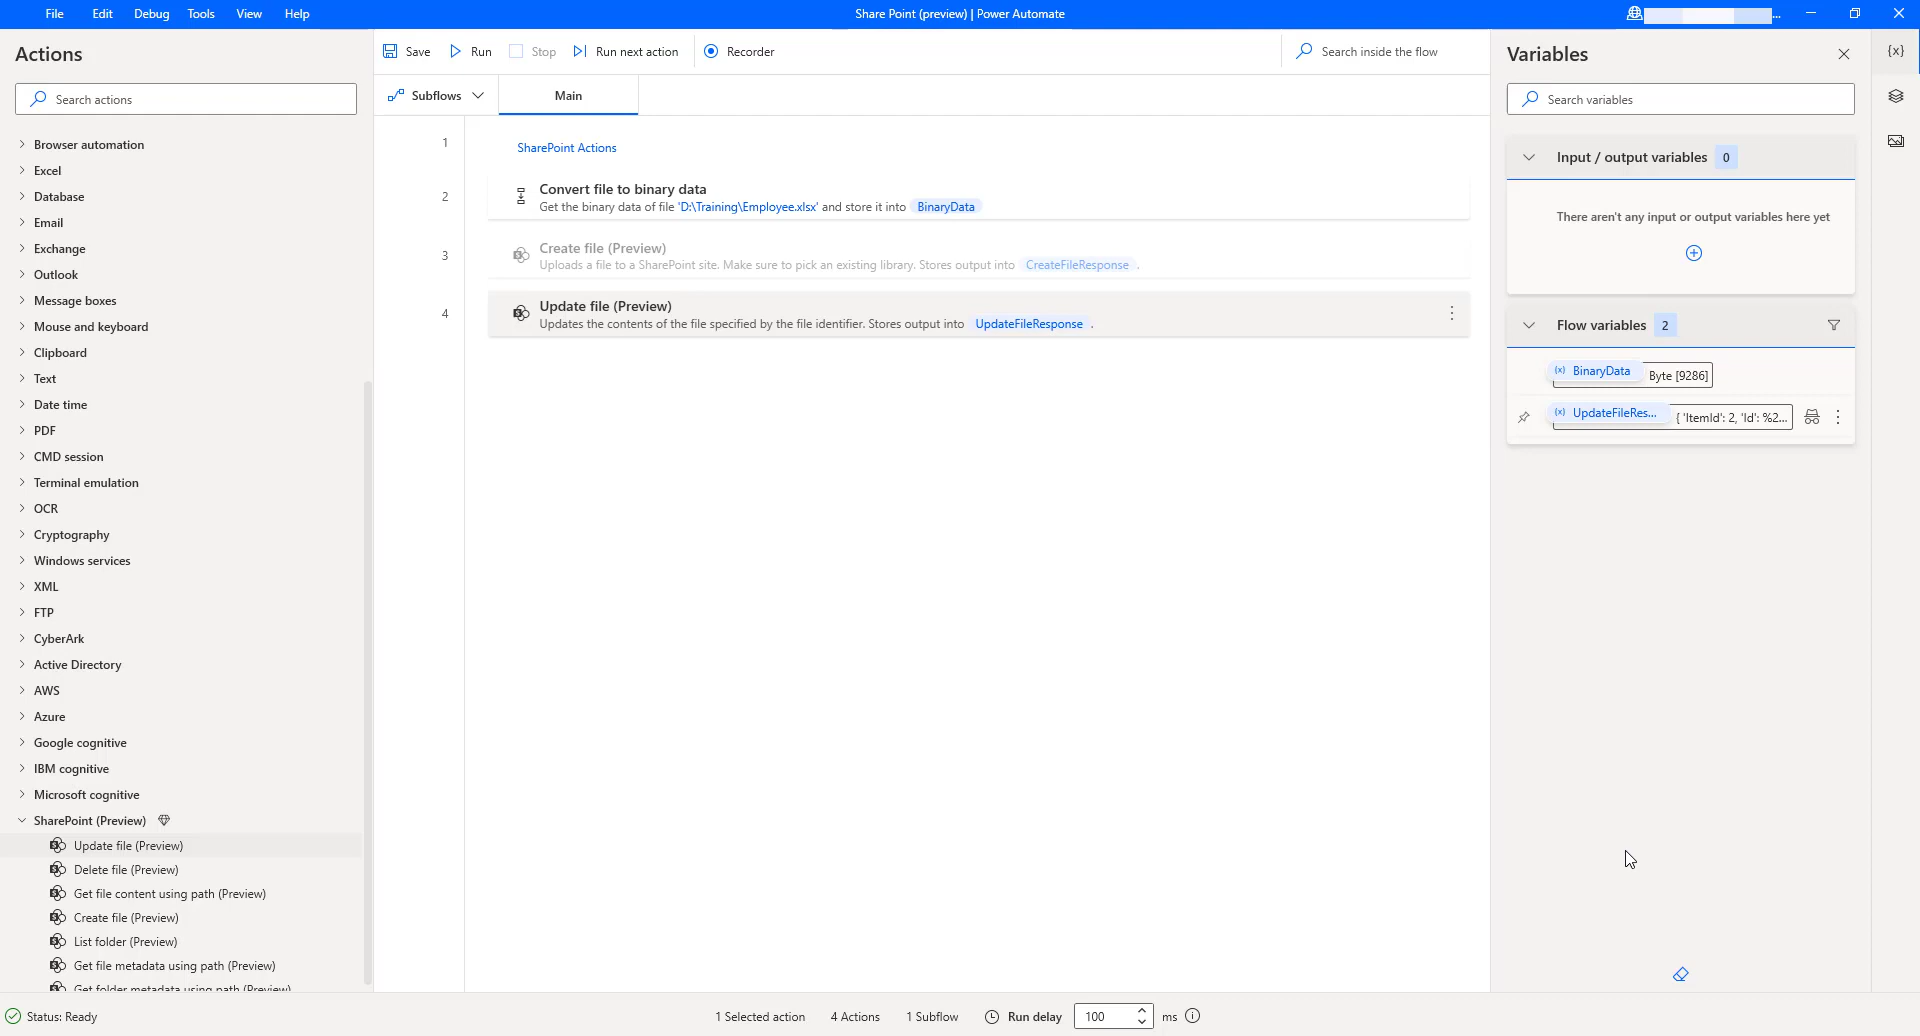 File Edit Debug Tools View Help
Share Point (preview) | Power Automate
...
Actions
Search actions
Browser automation
Excel
Database
Email
Exchange
Outlook
Message boxes
Mouse and keyboard
Clipboard
Text
Date time
PDF
CMD session
Terminal emulation
OCR
Cryptography
Windows services
XML
FTP
CyberArk
Active Directory
AWS
Azure
Google cognitive
IBM cognitive
Microsoft cognitive
SharePoint (Preview)
Update file (Preview)
Delete file (Preview)
Get file content using path (Preview)
Create file (Preview)
List folder (Preview)
Get file metadata using path (Preview)
Get folder metadata using path (Preview)
Save Run Stop Run next action Recorder
Search inside the flow
Subflows Main
1
SharePoint Actions
2
Convert file to binary data
Get the binary data of file 'D:\Training\Employee.xlsx' and store it into BinaryData
3
Create file (Preview)
Uploads a file to a SharePoint site. Make sure to pick an existing library. Stores output into CreateFileResponse .
4
Update file (Preview)
Updates the contents of the file specified by the file identifier. Stores output into UpdateFileResponse .
Variables
{x}
Search variables
Input / output variables 0
There aren't any input or output variables here yet
Flow variables 2
(x) BinaryData Byte [9286]
(x) UpdateFileRes... { 'ItemId': 2, 'Id': %2...
Status: Ready
1 Selected action 4 Actions 1 Subflow Run delay 100 ms